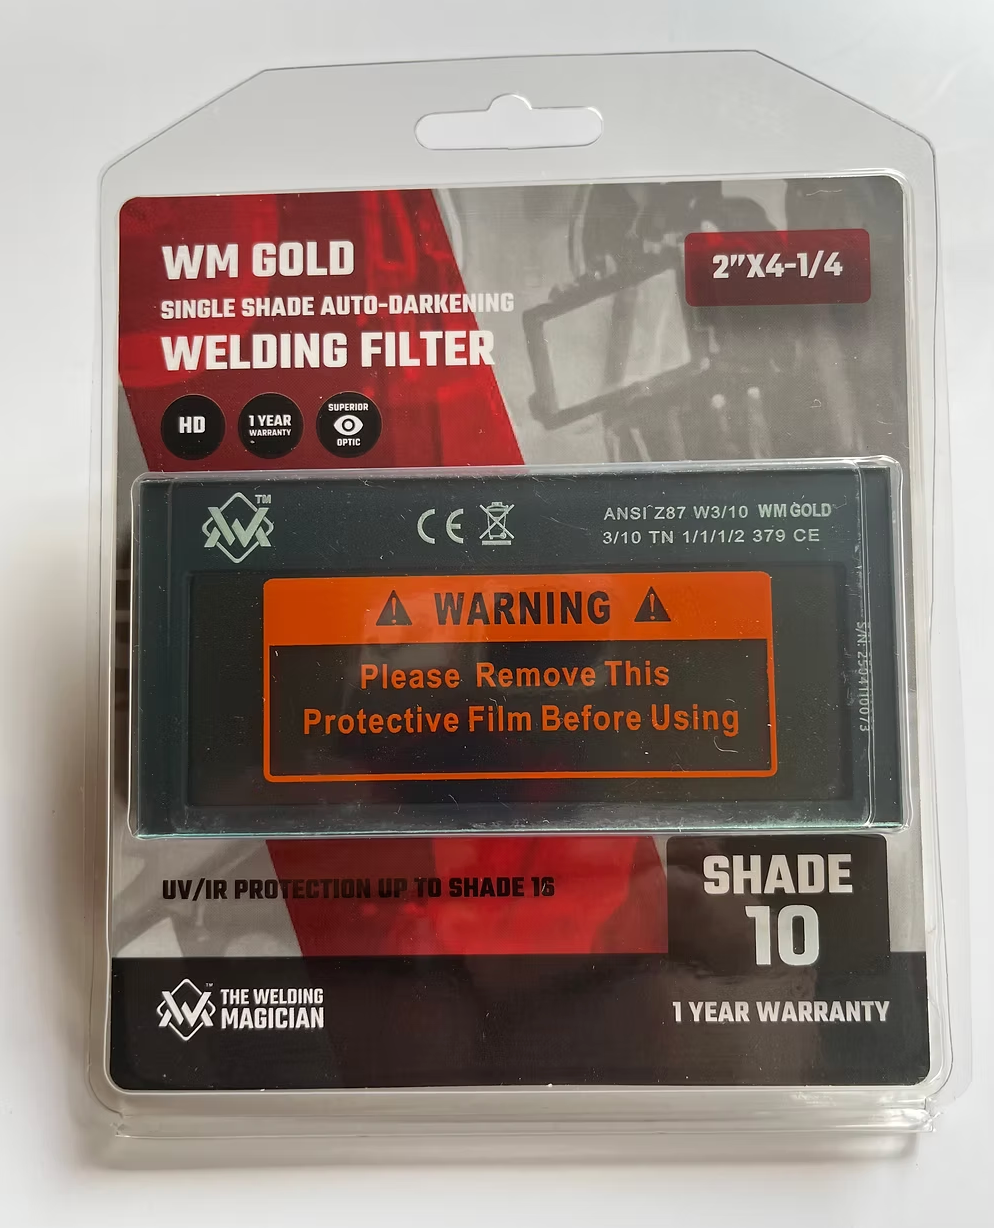 WM GOLD
SINGLE SHADE AUTO-DARKENING
WELDING FILTER
2”X4-1/4
HD
1 YEAR
WARRANTY
SUPERIOR
OPTIC
TM
CE
ANSI Z87 W3/10 WM GOLD
3/10 TN 1/1/1/2 379 CE
WARNING
Please Remove This
Protective Film Before Using
S/N: 2504110073
UV/IR PROTECTION UP TO SHADE 16
SHADE
10
TM
THE WELDING
MAGICIAN
1 YEAR WARRANTY